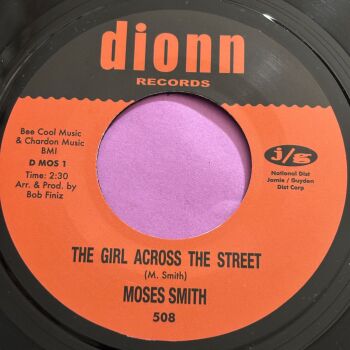 dionn
RECORDS
Bee Cool Music
& Chardon Music
BMI
D MOS 1
Time: 2:30
Arr. & Prod. by
Bob Finiz
j/g
National Dist
Jamie / Guyden
Dist Corp
THE GIRL ACROSS THE STREET
(M. Smith)
MOSES SMITH
508